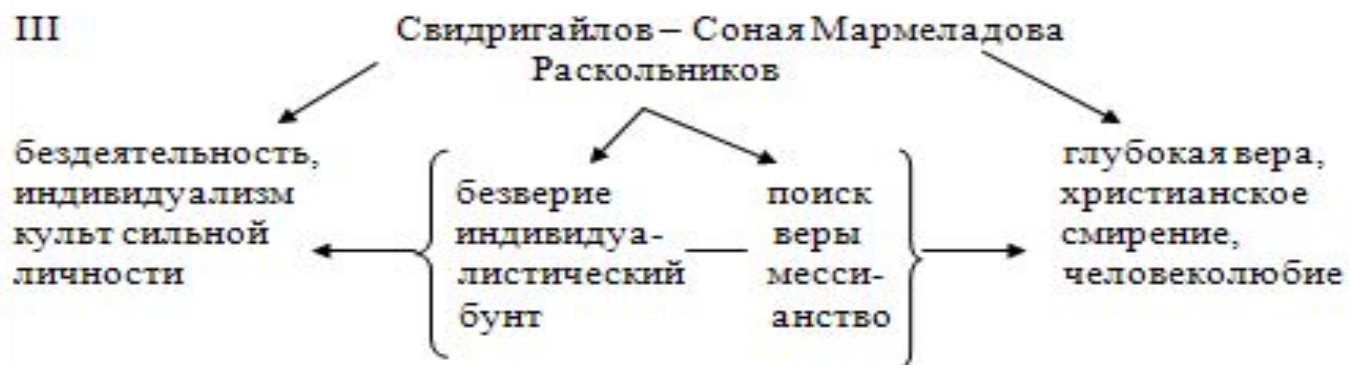 III
Свидригайлов – Соная Мармеладова
Раскольников
бездеятельность,
индивидуализм
культ сильной
личности
безверие
индивидуа-
листический
бунт
поиск
веры
месси-
анство
глубокая вера,
христианское
смирение,
человеколюбие